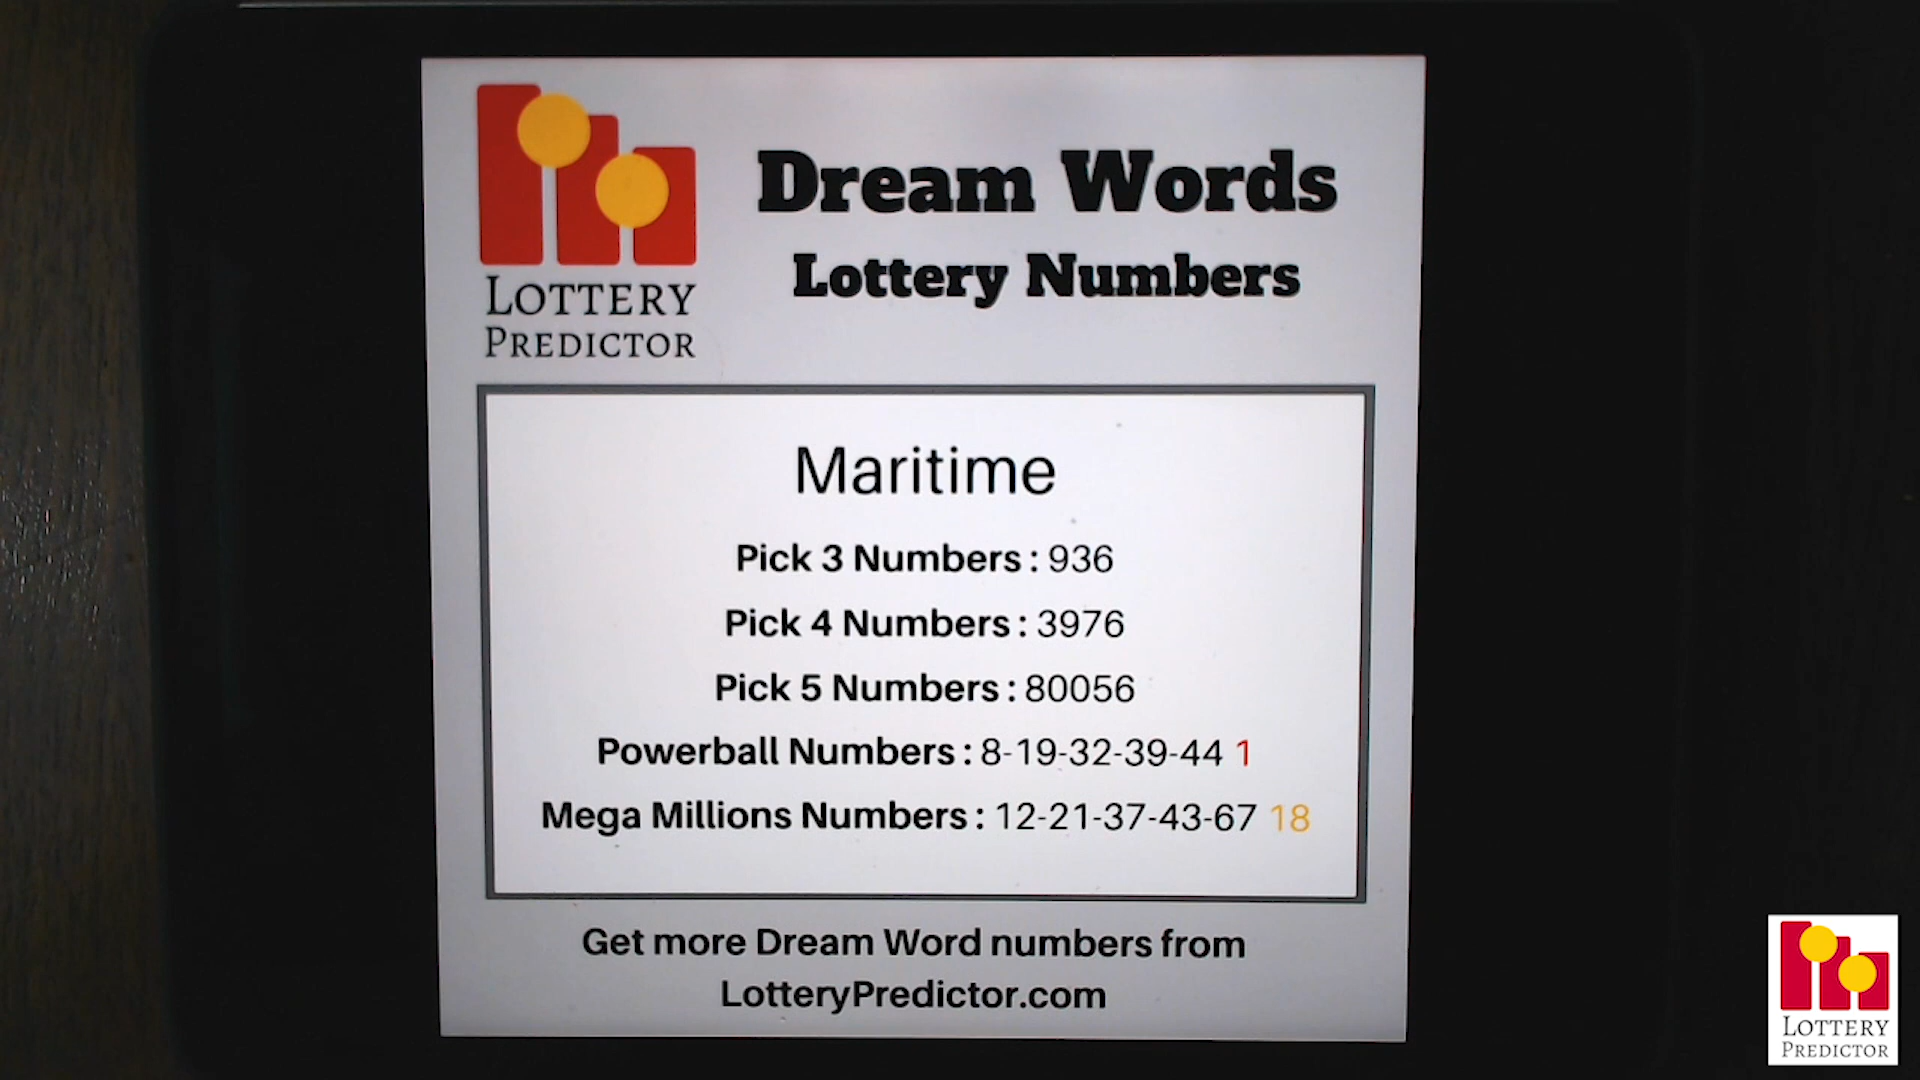 Dream Words
Lottery Numbers
LOTTERY
PREDICTOR
Maritime
Pick 3 Numbers : 936
Pick 4 Numbers : 3976
Pick 5 Numbers : 80056
Powerball Numbers : 8-19-32-39-44 1
Mega Millions Numbers : 12-21-37-43-67 18
Get more Dream Word numbers from
LotteryPredictor.com
LOTTERY
PREDICTOR